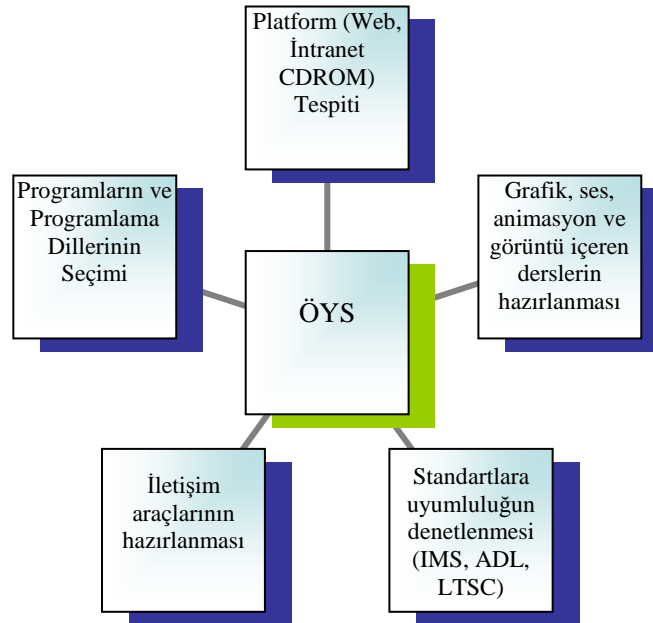 Platform (Web,
İntranet
CDROM)
Tespiti
Programların ve
Programlama
Dillerinin
Seçimi
Grafik, ses,
animasyon ve
görüntü içeren
derslerin
hazırlanması
ÖYS
İletişim
araçlarının
hazırlanması
Standartlara
uyumluluğun
denetlenmesi
(IMS, ADL,
LTSC)